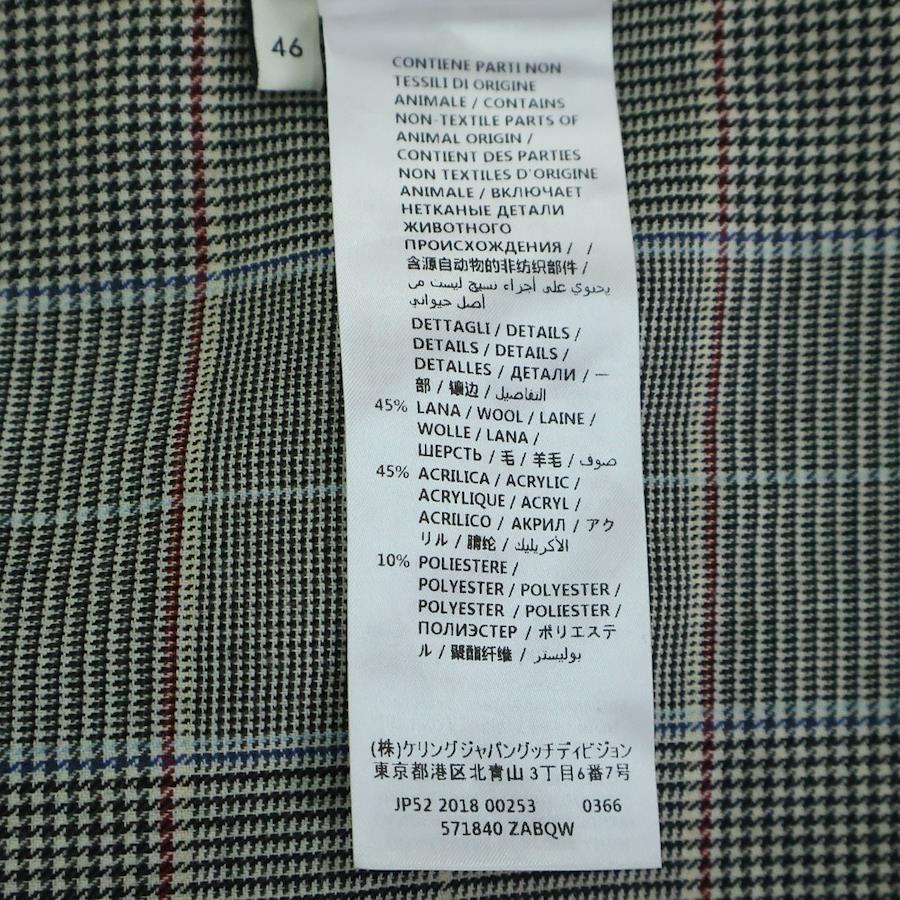 46
CONTIENE PARTI NON
TESSILI DI ORIGINE
ANIMALE / CONTAINS
NON-TEXTILE PARTS OF
ANIMAL ORIGIN /
CONTIENT DES PARTIES
NON TEXTILES D'ORIGINE
ANIMALE / ВКЛЮЧАЕТ
НЕТКАНЫЕ ДЕТАЛИ
ЖИВОТНОГО
ПРОИСХОЖДЕНИЯ / /
含源自动物的非纺织部件 /
يحتوي على أجزاء نسيج ليست من
أصل حيواني
DETTAGLI / DETAILS /
DETAILS / DETAILS /
DETALLES / ДЕТАЛИ / 一
部 / 镶边 / التفاصيل
45% LANA / WOOL / LAINE /
WOLLE / LANA /
ШЕРСТЬ / 毛 / 羊毛 / صوف
45% ACRILICA / ACRYLIC /
ACRYLIQUE / ACRYL /
ACRILICO / АКРИЛ / アク
リル / 腈纶 / الأكريليك
10% POLIESTERE /
POLYESTER / POLYESTER /
POLYESTER / POLIESTER /
ПОЛИЭСТЕР / ポリエステ
ル / 聚酯纤维 / بوليستر
(株)ケリングジャパングッチディビジョン
東京都港区北青山3丁目6番7号
JP52 2018 00253 0366
571840 ZABQW